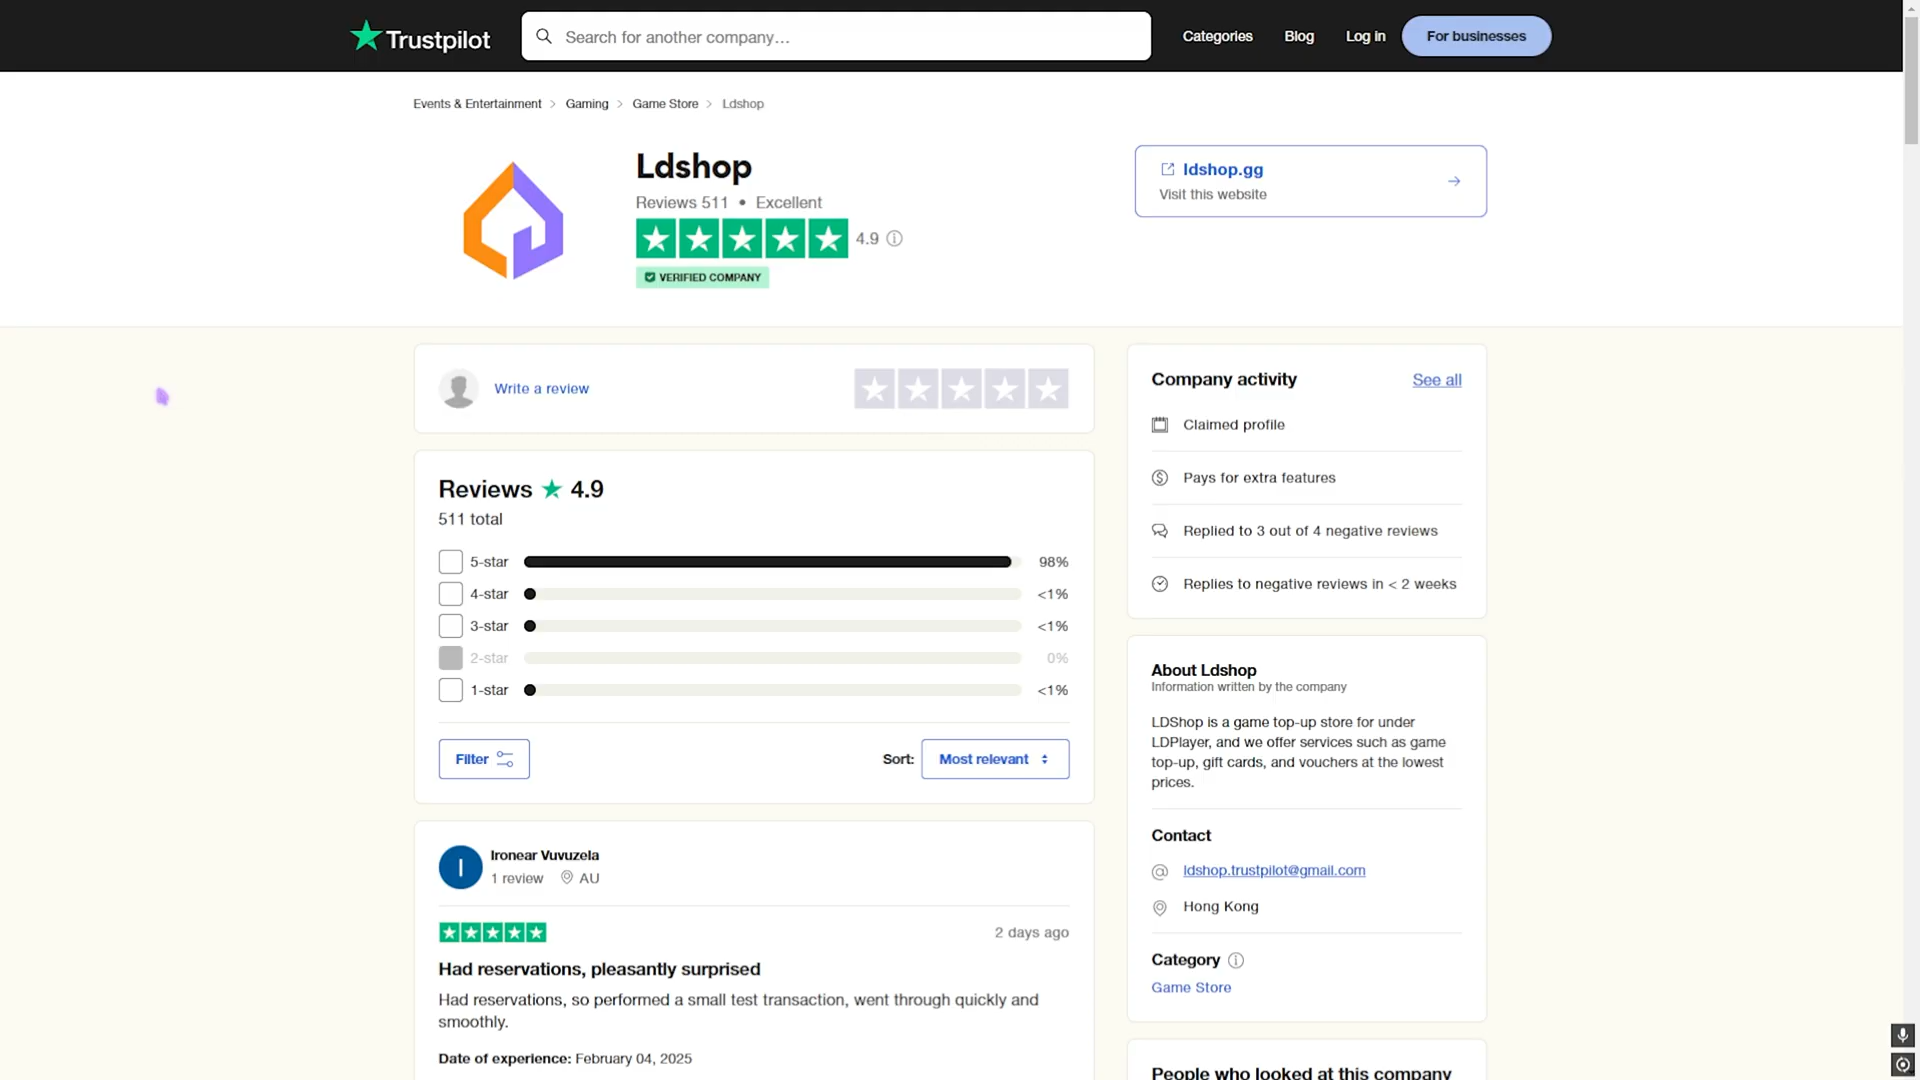 Trustpilot
Search for another company...
Categories
Blog
Log in
For businesses
Events & Entertainment > Gaming > Game Store > Ldshop
Ldshop
Reviews 511 • Excellent
4.9
VERIFIED COMPANY
ldshop.gg
Visit this website
Write a review
Reviews ★ 4.9
511 total
5-star 98%
4-star <1%
3-star <1%
2-star 0%
1-star <1%
Filter
Sort: Most relevant
I
Ironear Vuvuzela
1 review AU
2 days ago
Had reservations, pleasantly surprised
Had reservations, so performed a small test transaction, went through quickly and
smoothly.
Date of experience: February 04, 2025
Company activity
See all
Claimed profile
Pays for extra features
Replied to 3 out of 4 negative reviews
Replies to negative reviews in < 2 weeks
About Ldshop
Information written by the company
LDShop is a game top-up store for under
LDPlayer, and we offer services such as game
top-up, gift cards, and vouchers at the lowest
prices.
Contact
ldshop.trustpilot@gmail.com
Hong Kong
Category
Game Store
People who looked at this company